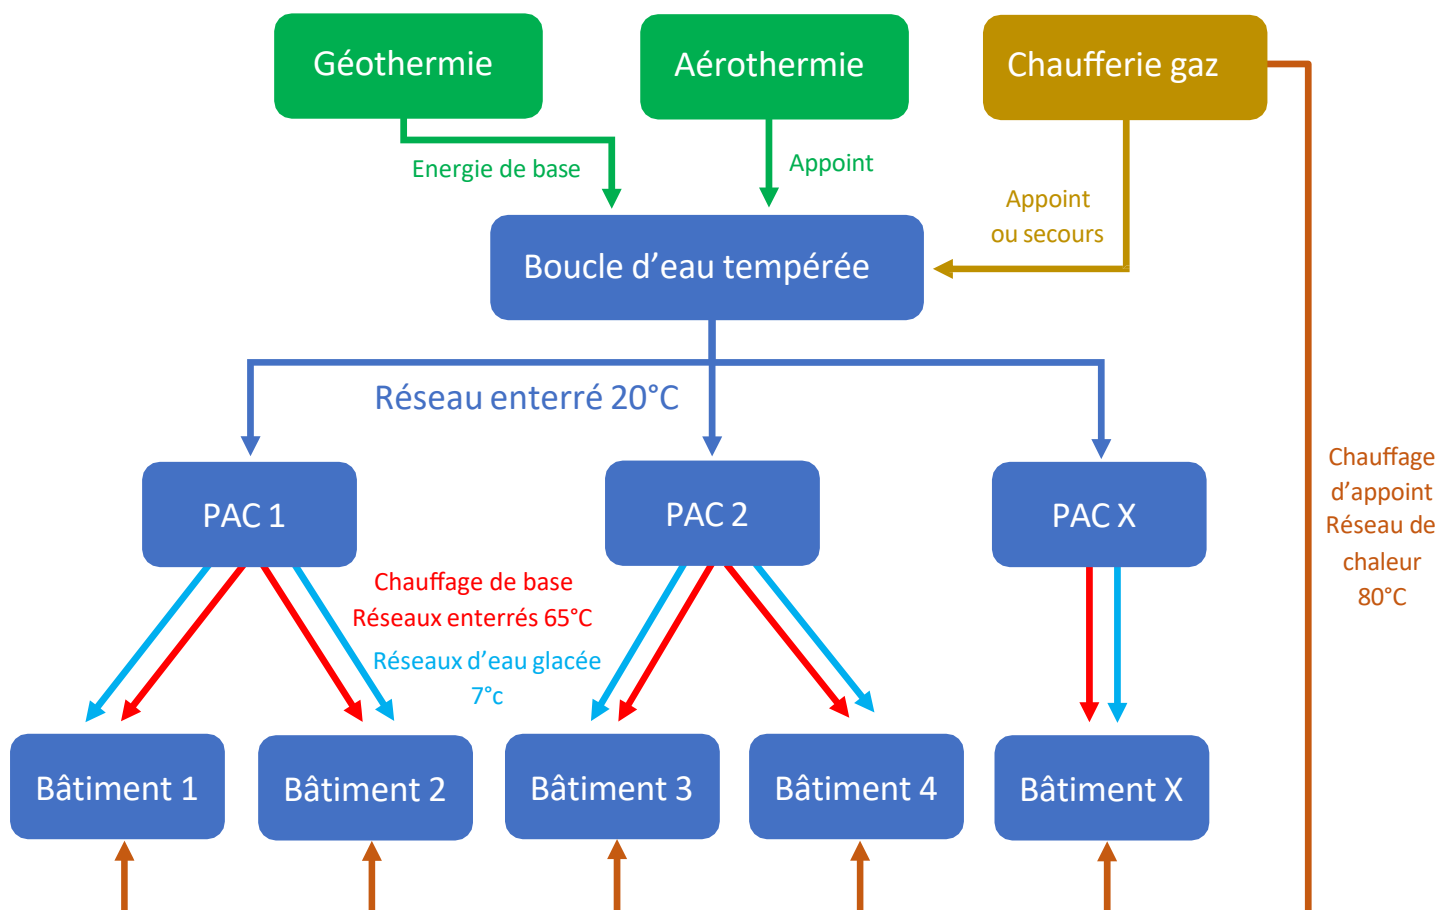 Géothermie
Aérothermie
Chaufferie gaz
Energie de base
Appoint
Appoint
ou secours
Boucle d’eau tempérée
Réseau enterré 20°C
PAC 1
PAC 2
PAC X
Chauffage
d’appoint
Réseau de
chaleur
80°C
Chauffage de base
Réseaux enterrés 65°C
Réseaux d’eau glacée
7°c
Bâtiment 1
Bâtiment 2
Bâtiment 3
Bâtiment 4
Bâtiment X